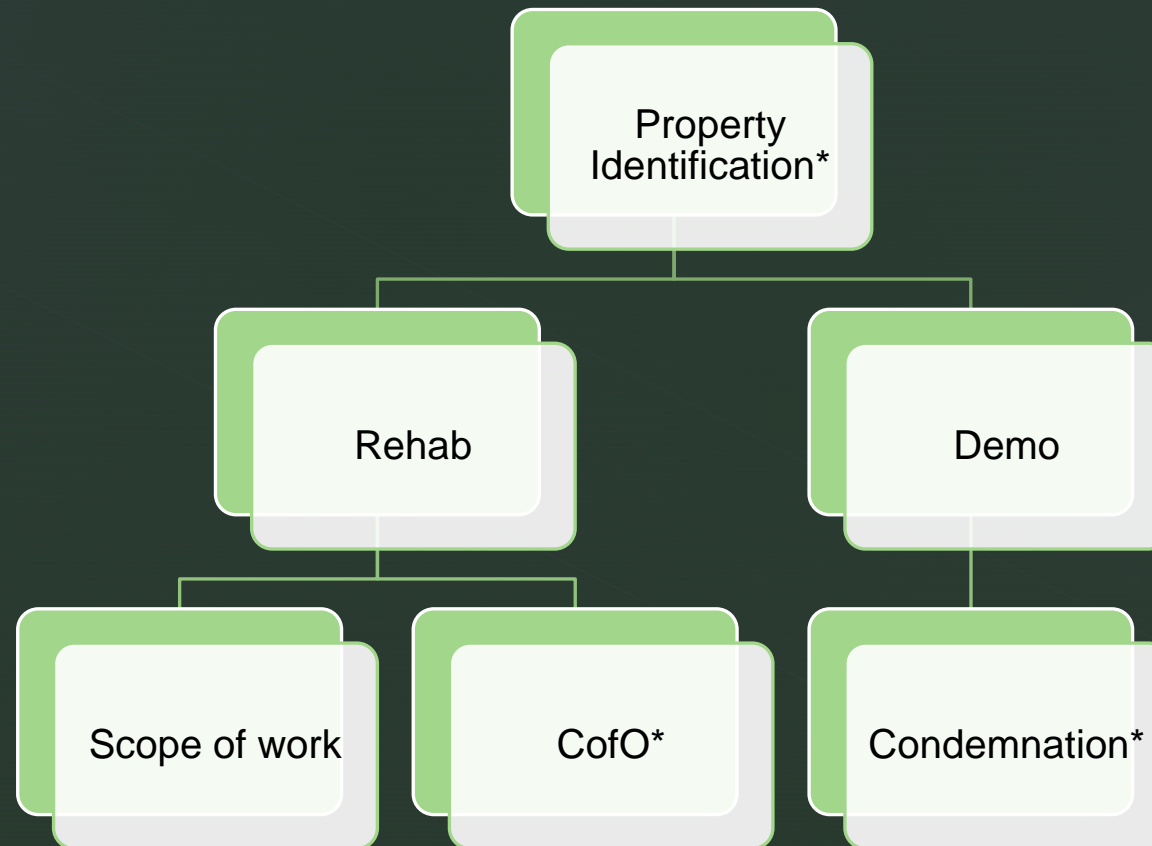 Property
Identification*
Rehab
Demo
Scope of work
CofO*
Condemnation*